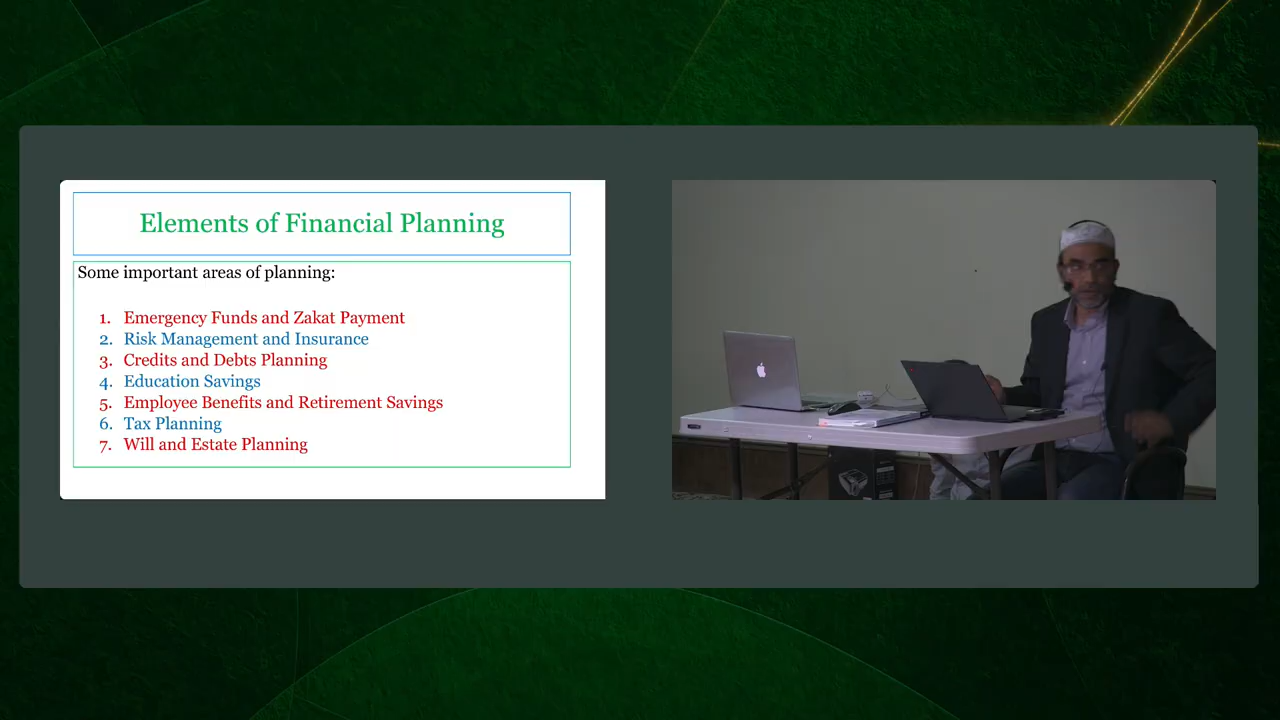 Elements of Financial Planning
Some important areas of planning:
1. Emergency Funds and Zakat Payment
2. Risk Management and Insurance
3. Credits and Debts Planning
4. Education Savings
5. Employee Benefits and Retirement Savings
6. Tax Planning
7. Will and Estate Planning